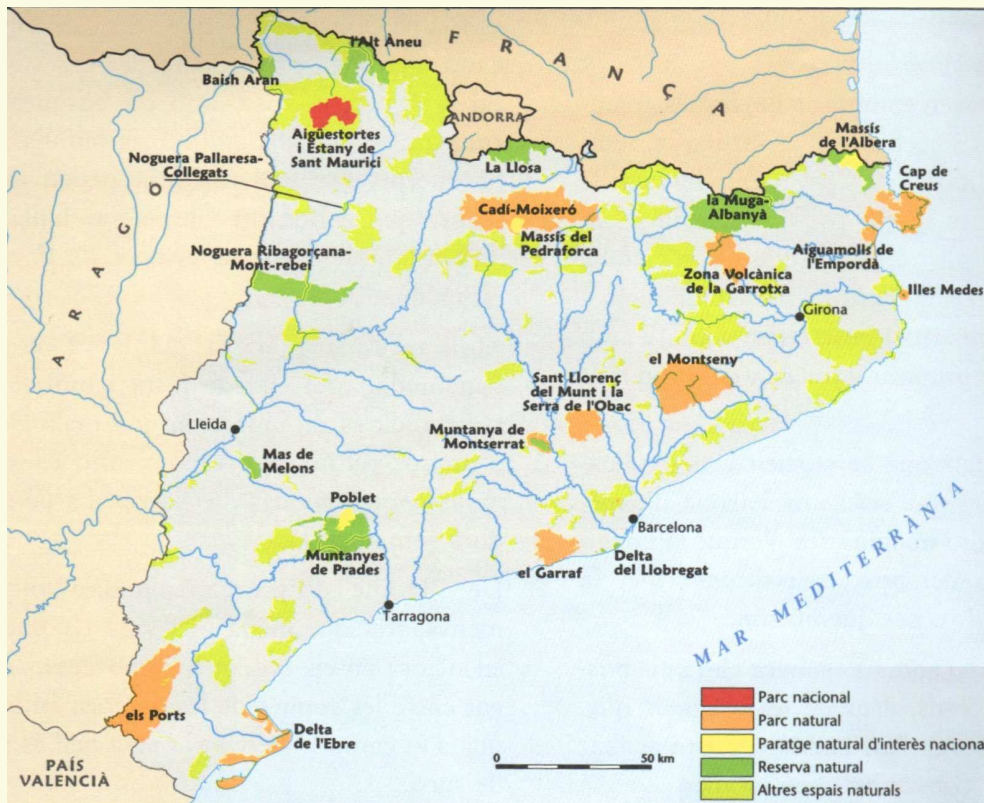 F R A N Ç A
l'Alt Àneu
Baish Aran
ANDORRA
Aigüestortes
i Estany de
Sant Maurici
Massís
de l'Albera
Noguera Pallaresa-
Collegats
La Llosa
Cap de
Creus
A R A G Ó
Cadí-Moixeró
la Muga-
Albanyà
Massís del
Pedraforca
Noguera Ribagorçana-
Mont-rebei
Aiguamolls de
l'Empordà
Zona Volcànica
de la Garrotxa
Illes Medes
Girona
el Montseny
Sant Llorenç
del Munt i la
Serra de l'Obac
Lleida
Muntanya de
Montserrat
Mas de
Melons
Poblet
Barcelona
Muntanyes
de Prades
el Garraf
Delta
del Llobregat
Tarragona
MAR MEDITERRÀNIA
els Ports
Delta
de l'Ebre
PAÍS
VALENCIÀ
0 50 km
Parc nacional
Parc natural
Paratge natural d'interès naciona
Reserva natural
Altres espais naturals